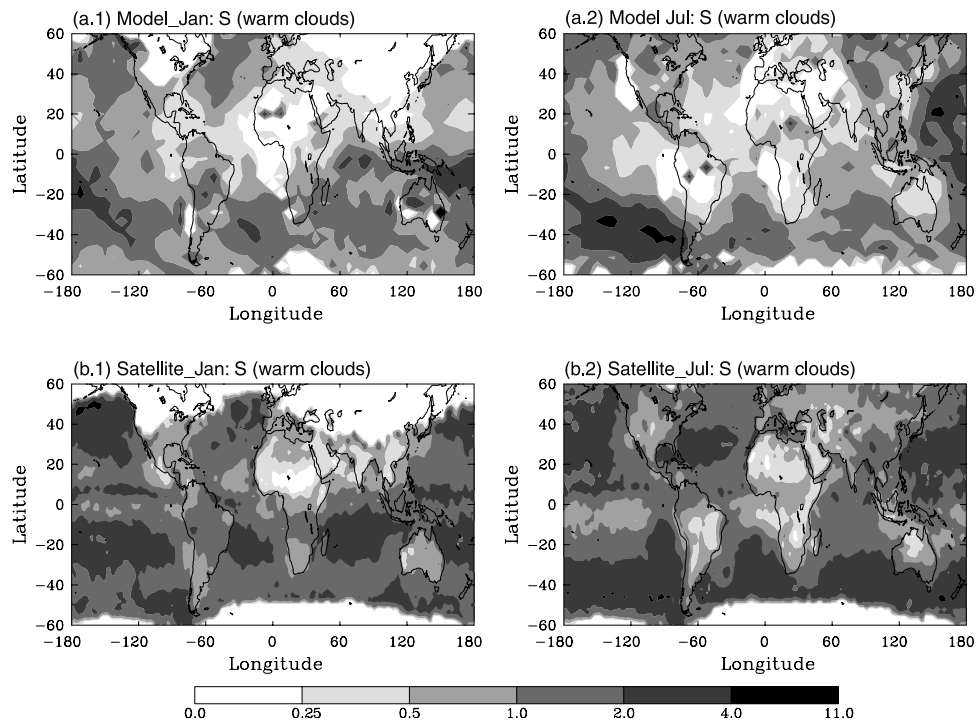 (a.1) Model_Jan: S (warm clouds)
60
40
20
0
−20
−40
−60
Latitude
−180 −120 −60 0 60 120 180
Longitude
(a.2) Model Jul: S (warm clouds)
60
40
20
0
−20
−40
−60
Latitude
−180 −120 −60 0 60 120 180
Longitude
(b.1) Satellite_Jan: S (warm clouds)
60
40
20
0
−20
−40
−60
Latitude
−180 −120 −60 0 60 120 180
Longitude
(b.2) Satellite_Jul: S (warm clouds)
60
40
20
0
−20
−40
−60
Latitude
−180 −120 −60 0 60 120 180
Longitude
0.0 0.25 0.5 1.0 2.0 4.0 11.0